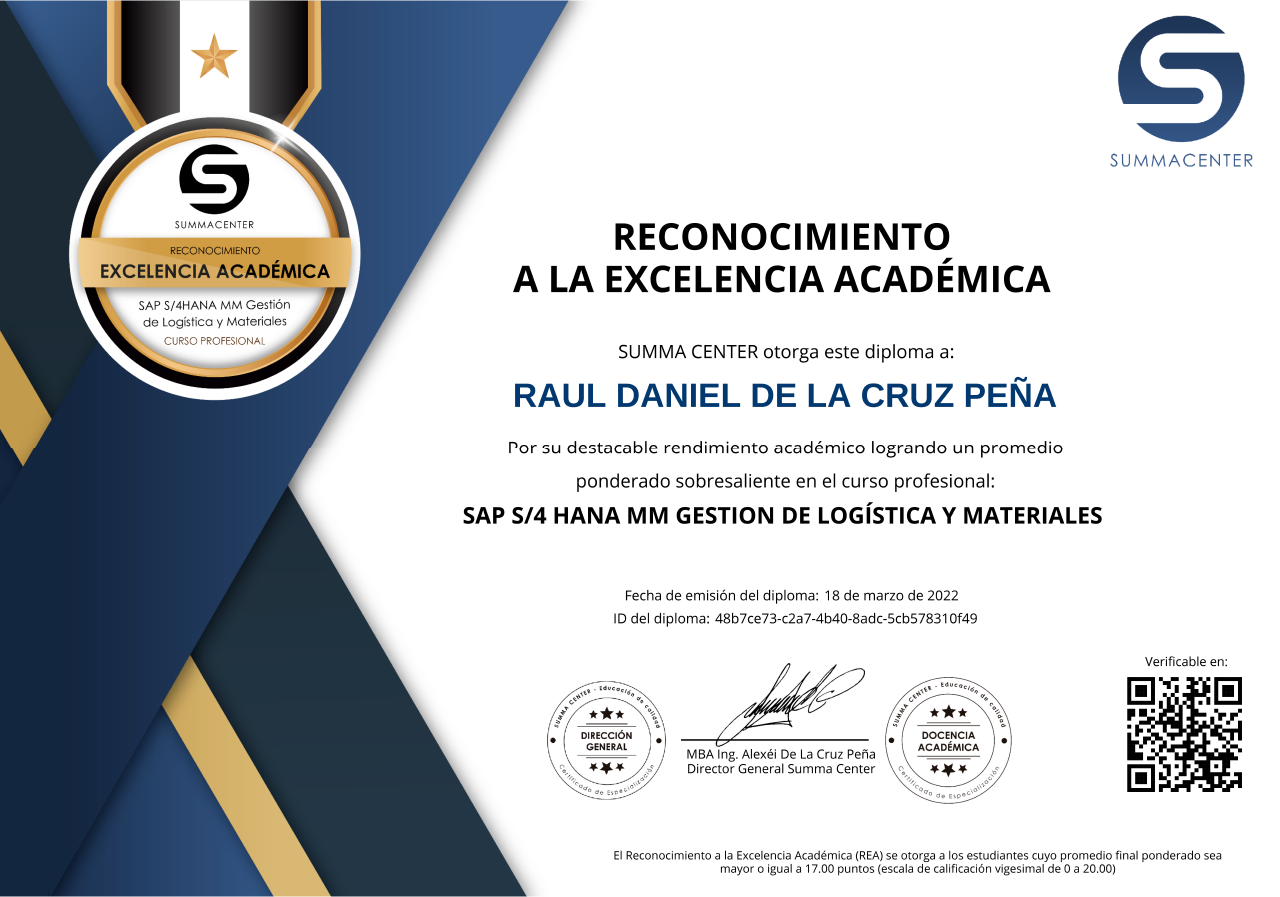 SUMMACENTER
SUMMACENTER
RECONOCIMIENTO
EXCELENCIA ACADÉMICA
SAP S/4HANA MM Gestión
de Logística y Materiales
CURSO PROFESIONAL
RECONOCIMIENTO
A LA EXCELENCIA ACADÉMICA
SUMMA CENTER otorga este diploma a:
RAUL DANIEL DE LA CRUZ PEÑA
Por su destacable rendimiento académico logrando un promedio
ponderado sobresaliente en el curso profesional:
SAP S/4 HANA MM GESTION DE LOGÍSTICA Y MATERIALES
Fecha de emisión del diploma: 18 de marzo de 2022
ID del diploma: 48b7ce73-c2a7-4b40-8adc-5cb578310f49
SUMMA CENTER - Educación de calidad
DIRECCIÓN
GENERAL
Certificado de Especialización
MBA Ing. Alexéi De La Cruz Peña
Director General Summa Center
SUMMA CENTER - Educación de calidad
DOCENCIA
ACADÉMICA
Certificado de Especialización
Verificable en:
El Reconocimiento a la Excelencia Académica (REA) se otorga a los estudiantes cuyo promedio final ponderado sea
mayor o igual a 17.00 puntos (escala de calificación vigesimal de 0 a 20.00)